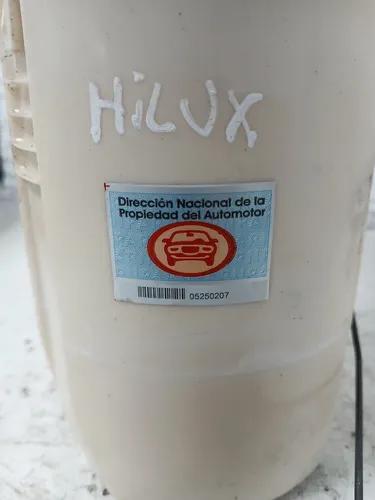 HiLUX
Dirección Nacional de la
Propiedad del Automotor
05250207